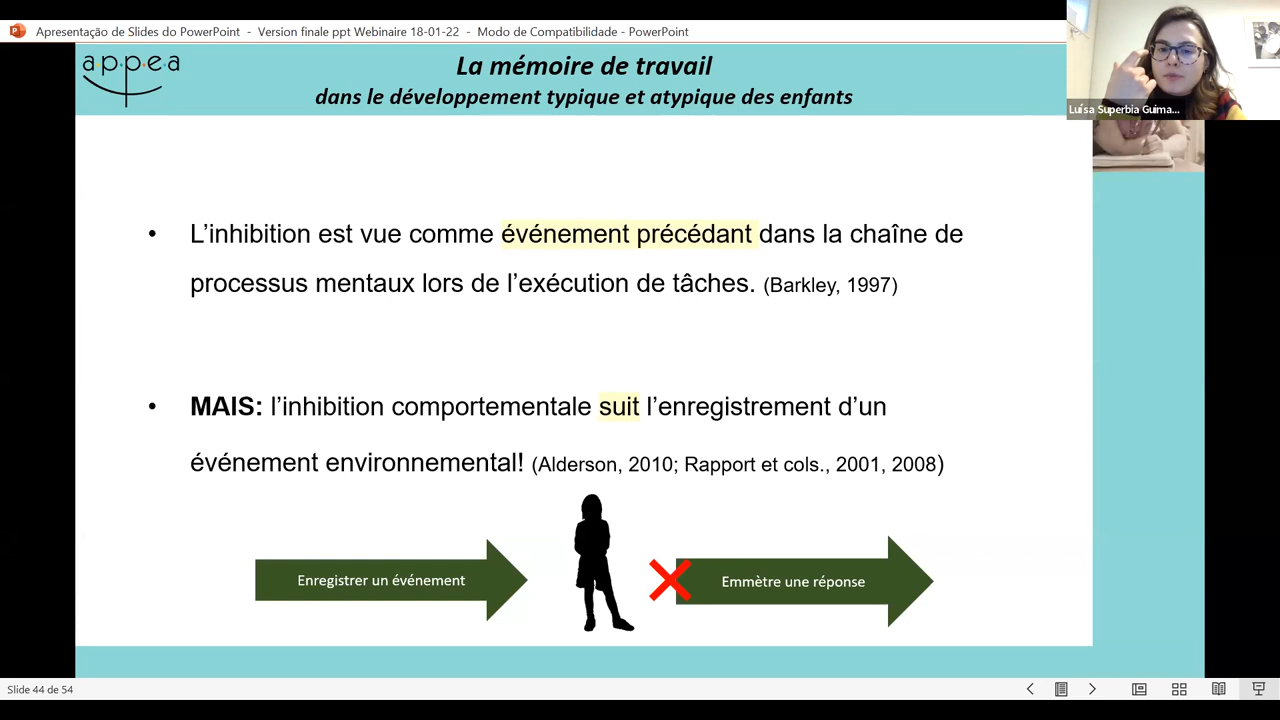 Apresentação de Slides do PowerPoint - Version finale ppt Webinaire 18-01-22 - Modo de Compatibilidade - PowerPoint
appea
La mémoire de travail
dans le développement typique et atypique des enfants
Luísa Superbia Guima...
• L’inhibition est vue comme événement précédant dans la chaîne de
processus mentaux lors de l’exécution de tâches. (Barkley, 1997)
• MAIS: l’inhibition comportementale suit l’enregistrement d’un
événement environnemental! (Alderson, 2010; Rapport et cols., 2001, 2008)
Enregistrer un événement
Emmètre une réponse
Slide 44 de 54